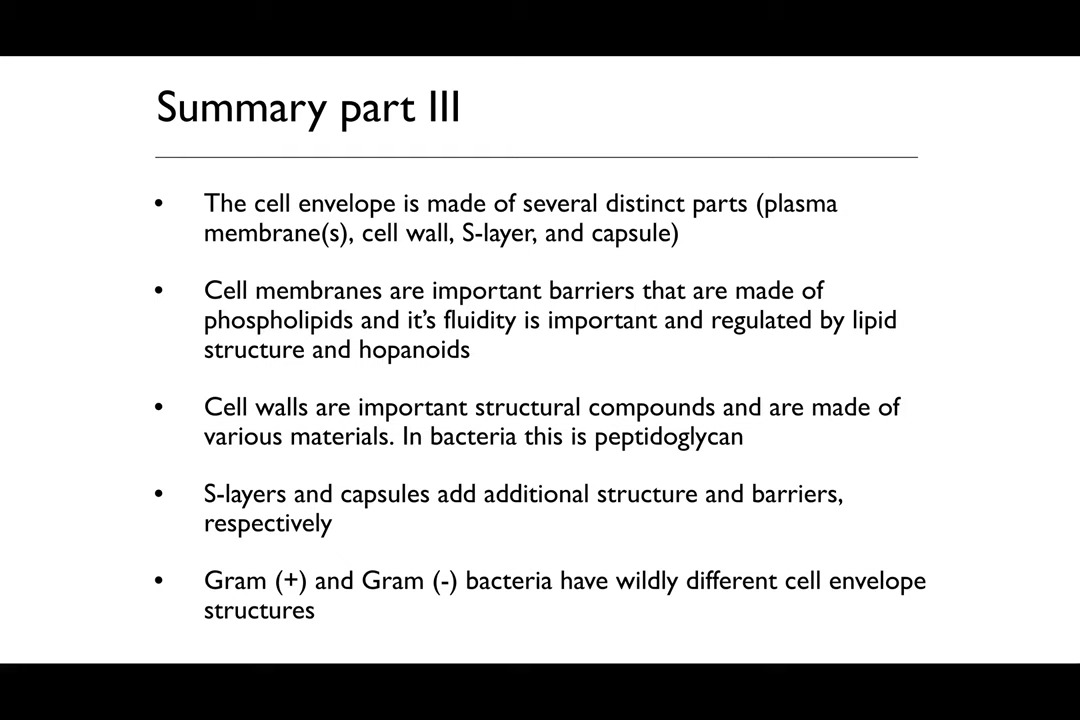 Summary part III
• The cell envelope is made of several distinct parts (plasma
membrane(s), cell wall, S-layer, and capsule)
• Cell membranes are important barriers that are made of
phospholipids and it’s fluidity is important and regulated by lipid
structure and hopanoids
• Cell walls are important structural compounds and are made of
various materials. In bacteria this is peptidoglycan
• S-layers and capsules add additional structure and barriers,
respectively
• Gram (+) and Gram (-) bacteria have wildly different cell envelope
structures